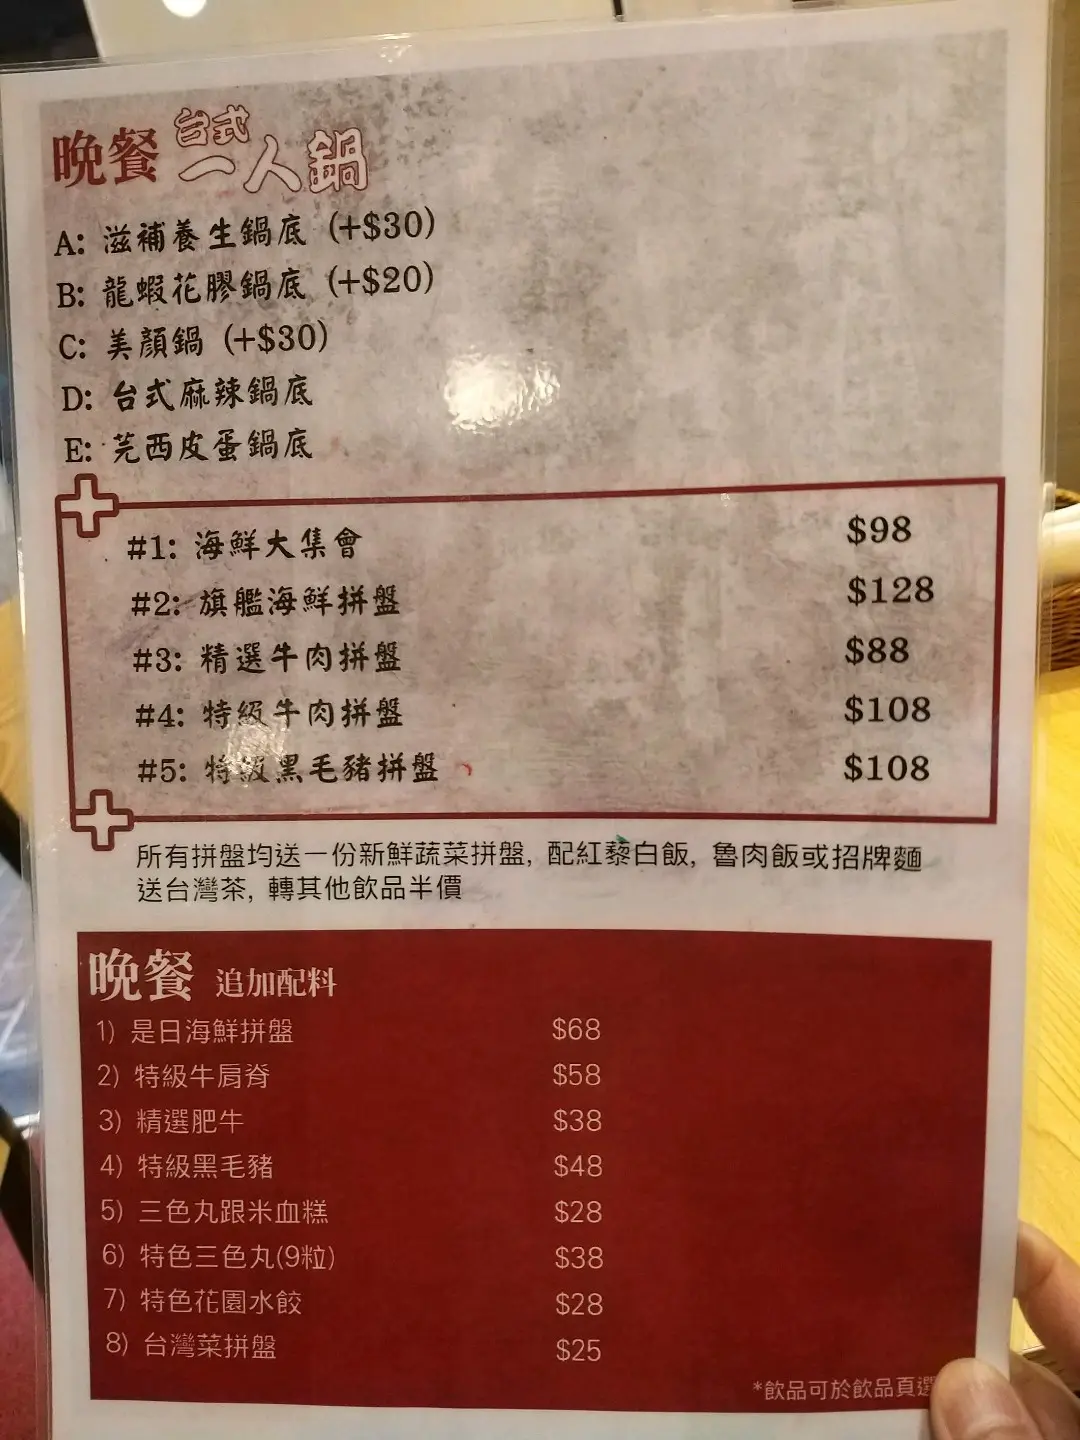 晚餐 台式一人鍋
A: 滋補養生鍋底 (+$30)
B: 龍蝦花膠鍋底 (+$20)
C: 美顔鍋 (+$30)
D: 台式麻辣鍋底
E: 芫西皮蛋鍋底
#1: 海鮮大集會 $98
#2: 旗艦海鮮拼盤 $128
#3: 精選牛肉拼盤 $88
#4: 特級牛肉拼盤 $108
#5: 特級黑毛豬拼盤 $108
所有拼盤均送一份新鮮蔬菜拼盤, 配紅藜白飯, 魯肉飯或招牌麵
送台灣茶, 轉其他飲品半價
晚餐 追加配料
1) 是日海鮮拼盤 $68
2) 特級牛肩脊 $58
3) 精選肥牛 $38
4) 特級黑毛豬 $48
5) 三色丸跟米血糕 $28
6) 特色三色丸(9粒) $38
7) 特色花園水餃 $28
8) 台灣菜拼盤 $25
*飲品可於飲品頁選